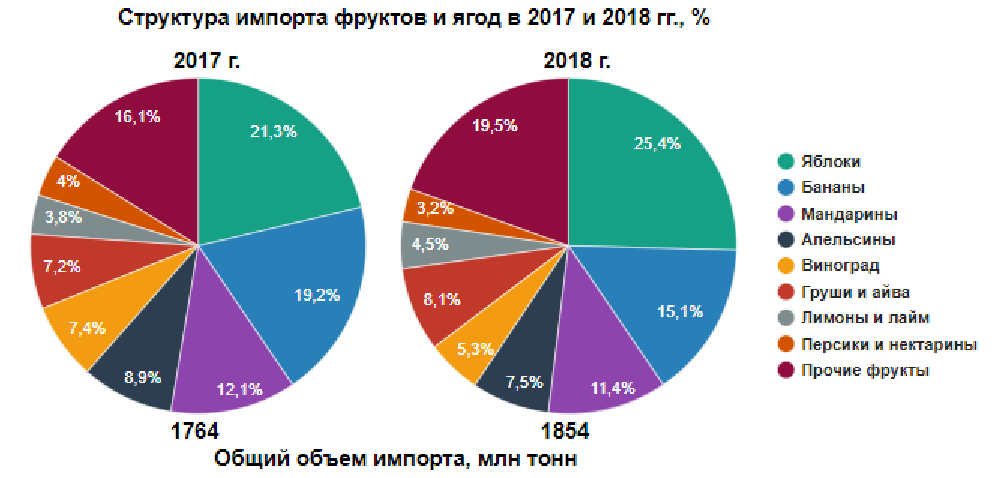 Структура импорта фруктов и ягод в 2017 и 2018 гг., %
2017 г.
2018 г.
16,1%
21,3%
4%
3,8%
7,2%
19,2%
7,4%
8,9%
12,1%
19,5%
25,4%
3,2%
4,5%
8,1%
15,1%
5,3%
7,5%
11,4%
Яблоки
Бананы
Мандарины
Апельсины
Виноград
Груши и айва
Лимоны и лайм
Персики и нектарины
Прочие фрукты
1764
1854
Общий объем импорта, млн тонн